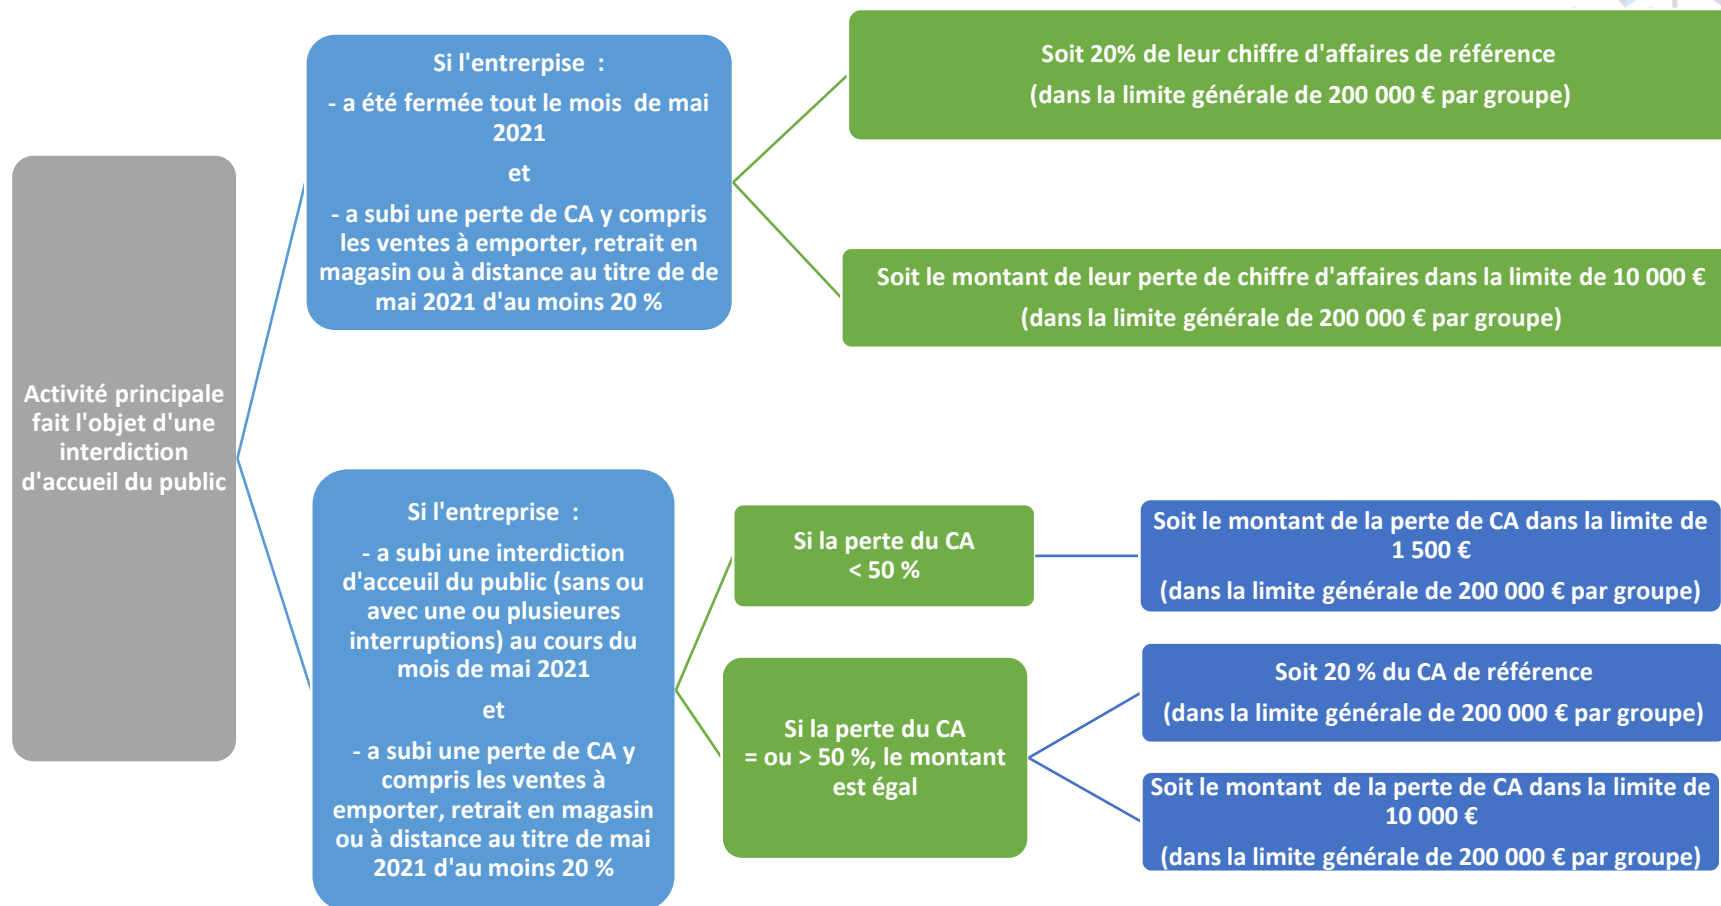 Activité principale
fait l'objet d'une
interdiction
d'accueil du public
Si l'entrerpise :
- a été fermée tout le mois de mai
2021
et
- a subi une perte de CA y compris
les ventes à emporter, retrait en
magasin ou à distance au titre de de
mai 2021 d'au moins 20 %
Soit 20% de leur chiffre d'affaires de référence
(dans la limite générale de 200 000 € par groupe)
Soit le montant de leur perte de chiffre d'affaires dans la limite de 10 000 €
(dans la limite générale de 200 000 € par groupe)
Si l'entreprise :
- a subi une interdiction
d'acceuil du public (sans ou
avec une ou plusieures
interruptions) au cours du
mois de mai 2021
et
- a subi une perte de CA y
compris les ventes à
emporter, retrait en magasin
ou à distance au titre de mai
2021 d'au moins 20 %
Si la perte du CA
< 50 %
Soit le montant de la perte de CA dans la limite de
1 500 €
(dans la limite générale de 200 000 € par groupe)
Si la perte du CA
= ou > 50 %, le montant
est égal
Soit 20 % du CA de référence
(dans la limite générale de 200 000 € par groupe)
Soit le montant de la perte de CA dans la limite de
10 000 €
(dans la limite générale de 200 000 € par groupe)